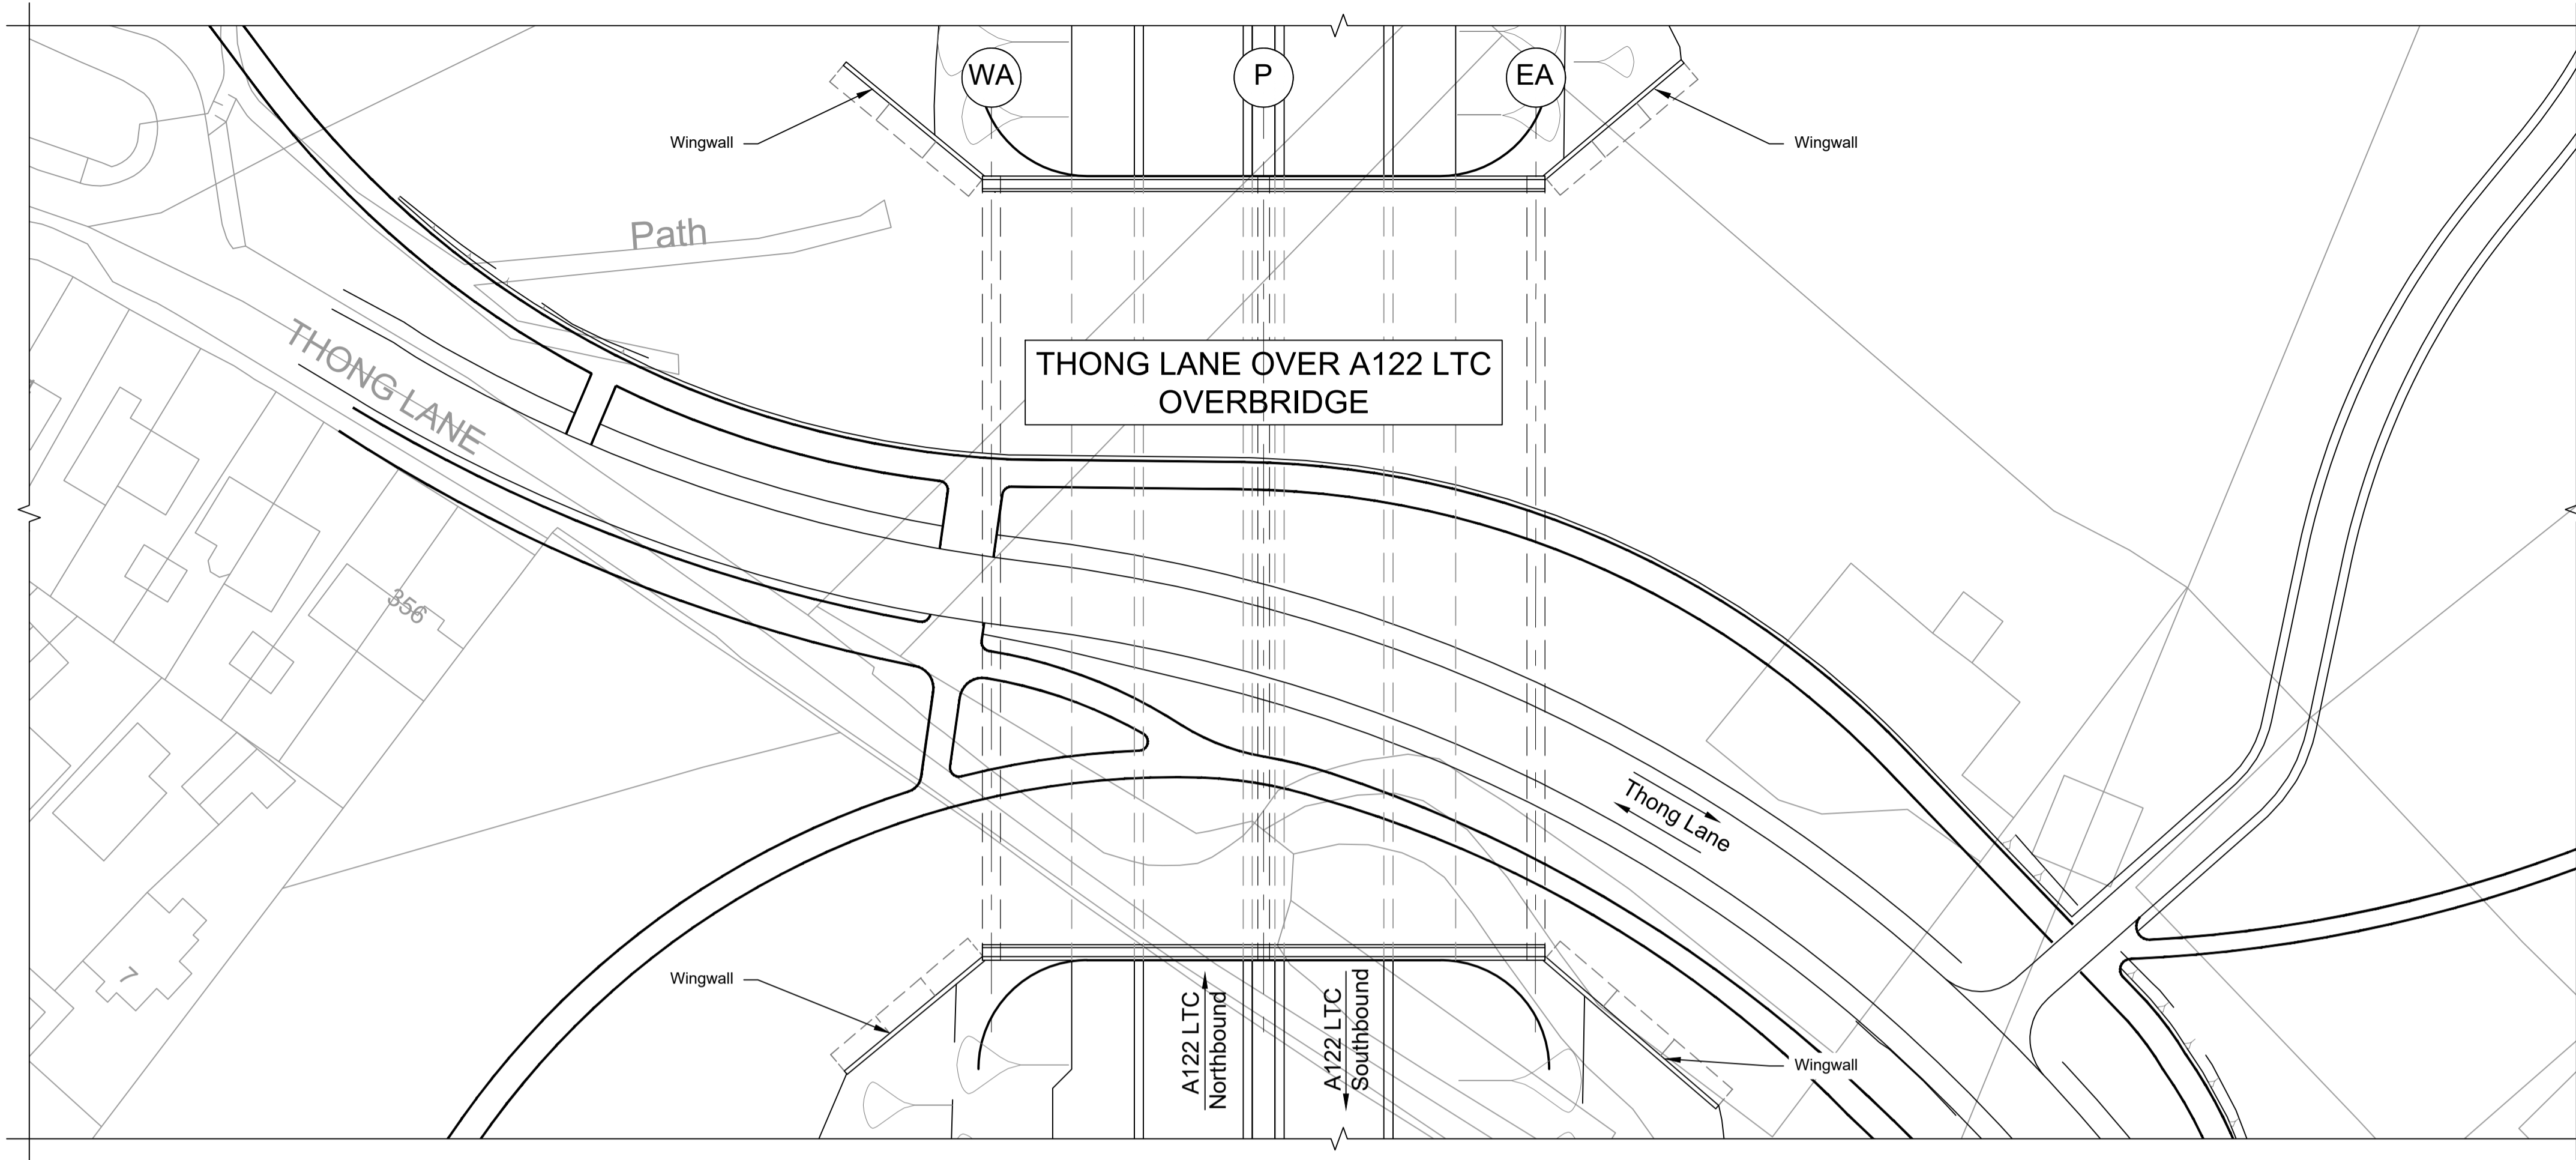 WA
P
EA
Wingwall
Wingwall
Path
THONG LANE
THONG LANE OVER A122 LTC
OVERBRIDGE
356
Thong Lane
7
Wingwall
A122 LTC
Northbound
A122 LTC
Southbound
Wingwall